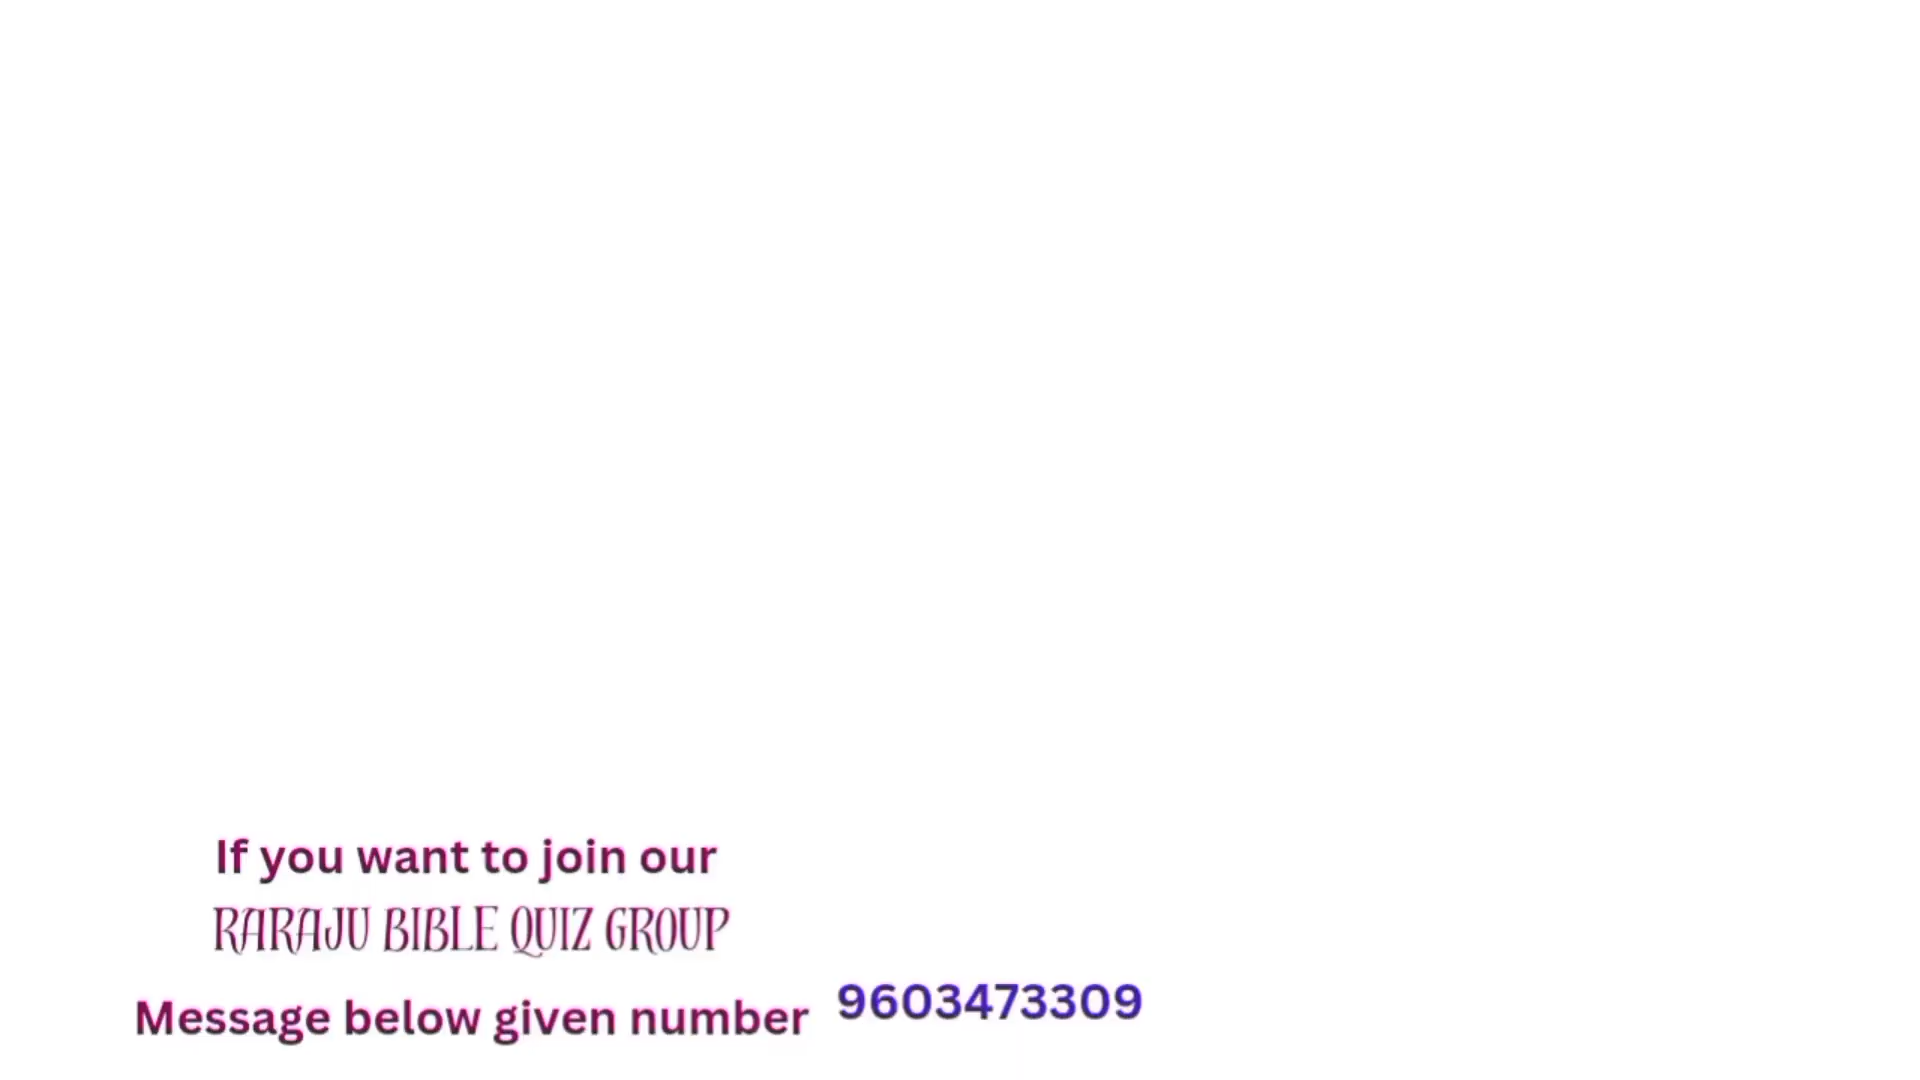 If you want to join our
RARAJU BIBLE QUIZ GROUP
Message below given number 9603473309